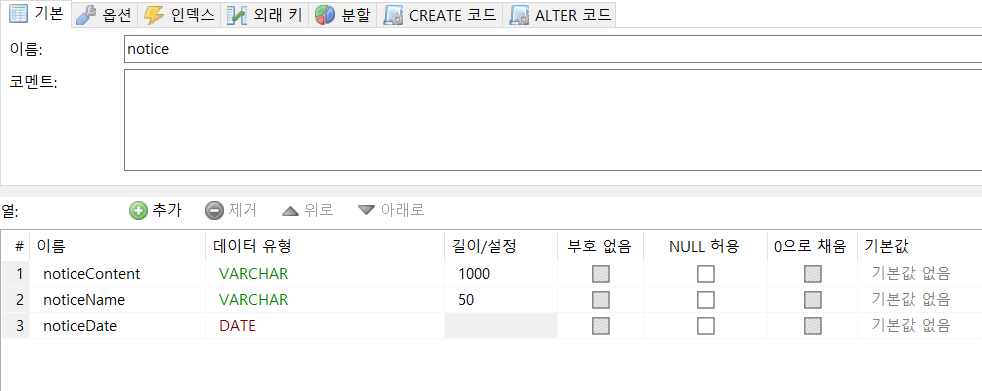 기본 옵션 인덱스 외래 키 분할 CREATE 코드 ALTER 코드
이름: notice
코멘트:
열: 추가 제거 위로 아래로
# 이름 데이터 유형 길이/설정 부호 없음 NULL 허용 0으로 채움 기본값
1 noticeContent VARCHAR 1000 기본값 없음
2 noticeName VARCHAR 50 기본값 없음
3 noticeDate DATE 기본값 없음